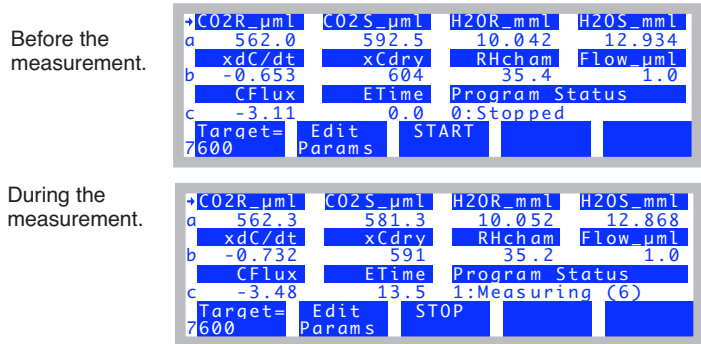 Before the
measurement.
→CO2R_µml CO2S_µml H2OR_mml H2OS_mml
a 562.0 592.5 10.042 12.934
xdC/dt xCdry RHcham Flow_µml
b -0.653 604 35.4 1.0
CFlux ETime Program Status
c -3.11 0.0 0:Stopped
Target= Edit START
7600 Params
During the
measurement.
→CO2R_µml CO2S_µml H2OR_mml H2OS_mml
a 562.3 581.3 10.052 12.868
xdC/dt xCdry RHcham Flow_µml
b -0.732 591 35.2 1.0
CFlux ETime Program Status
c -3.48 13.5 1:Measuring (6)
Target= Edit STOP
7600 Params